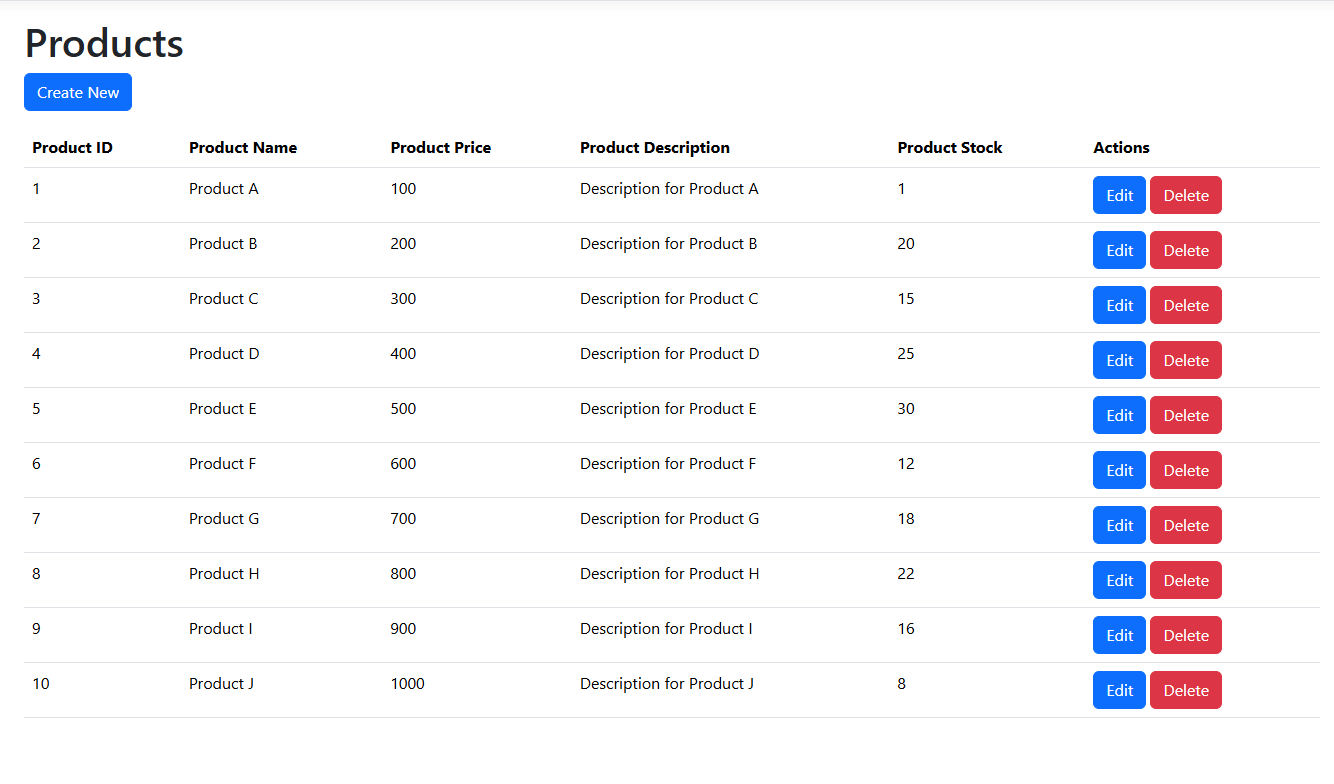 Products
Create New
Product ID Product Name Product Price Product Description Product Stock Actions
1 Product A 100 Description for Product A 1 Edit Delete
2 Product B 200 Description for Product B 20 Edit Delete
3 Product C 300 Description for Product C 15 Edit Delete
4 Product D 400 Description for Product D 25 Edit Delete
5 Product E 500 Description for Product E 30 Edit Delete
6 Product F 600 Description for Product F 12 Edit Delete
7 Product G 700 Description for Product G 18 Edit Delete
8 Product H 800 Description for Product H 22 Edit Delete
9 Product I 900 Description for Product I 16 Edit Delete
10 Product J 1000 Description for Product J 8 Edit Delete